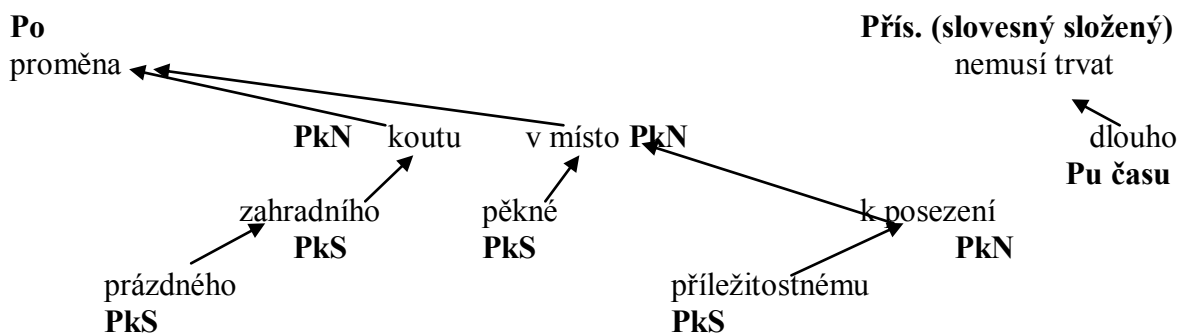 Po Přís. (slovesný složený)
proměna nemusí trvat
PkN koutu v místo PkN dlouho
Pu času
zahradního pěkné k posezení
PkS PkS PkN
prázdného příležitostnému
PkS PkS